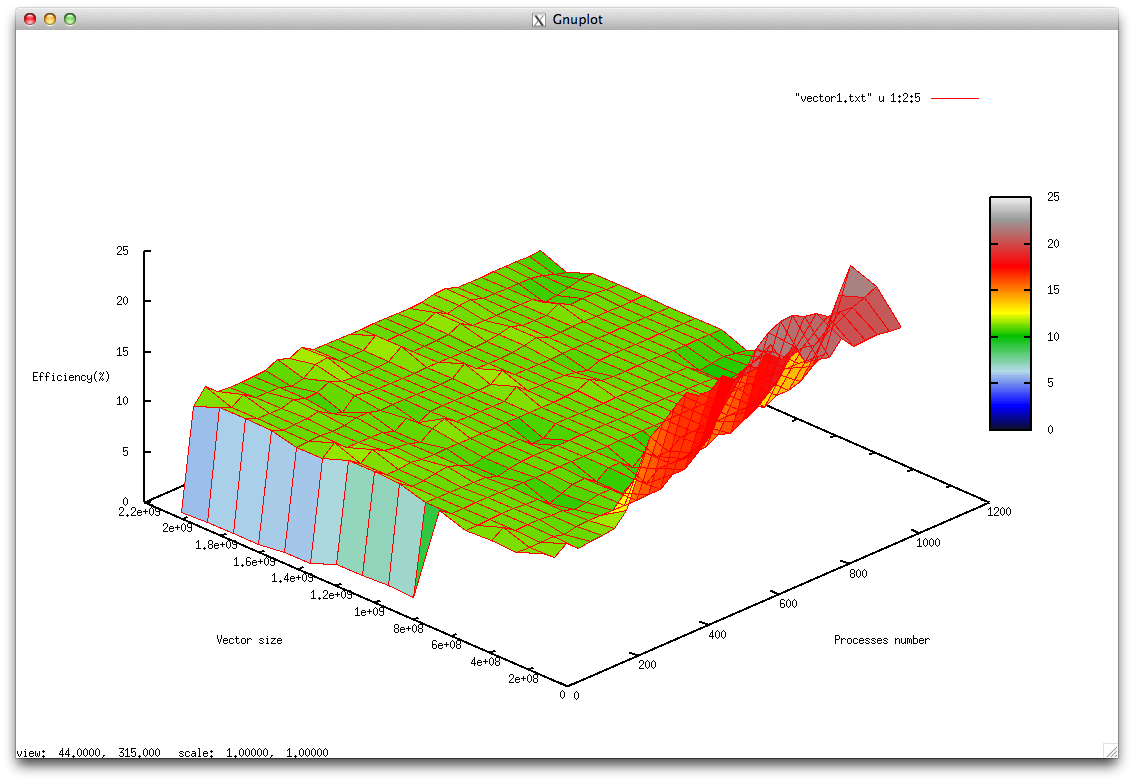 Gnuplot
"vector1.txt" u 1:2:5
25
20
15
10
5
0
Efficiency(%)
25
20
15
10
5
0
2.2e+09
2e+09
1.8e+09
1.6e+09
1.4e+09
1.2e+09
1e+09
8e+08
6e+08
4e+08
2e+08
0
Vector size
0
200
400
600
800
1000
1200
Processes number
view: 44.0000, 315.000 scale: 1.00000, 1.00000